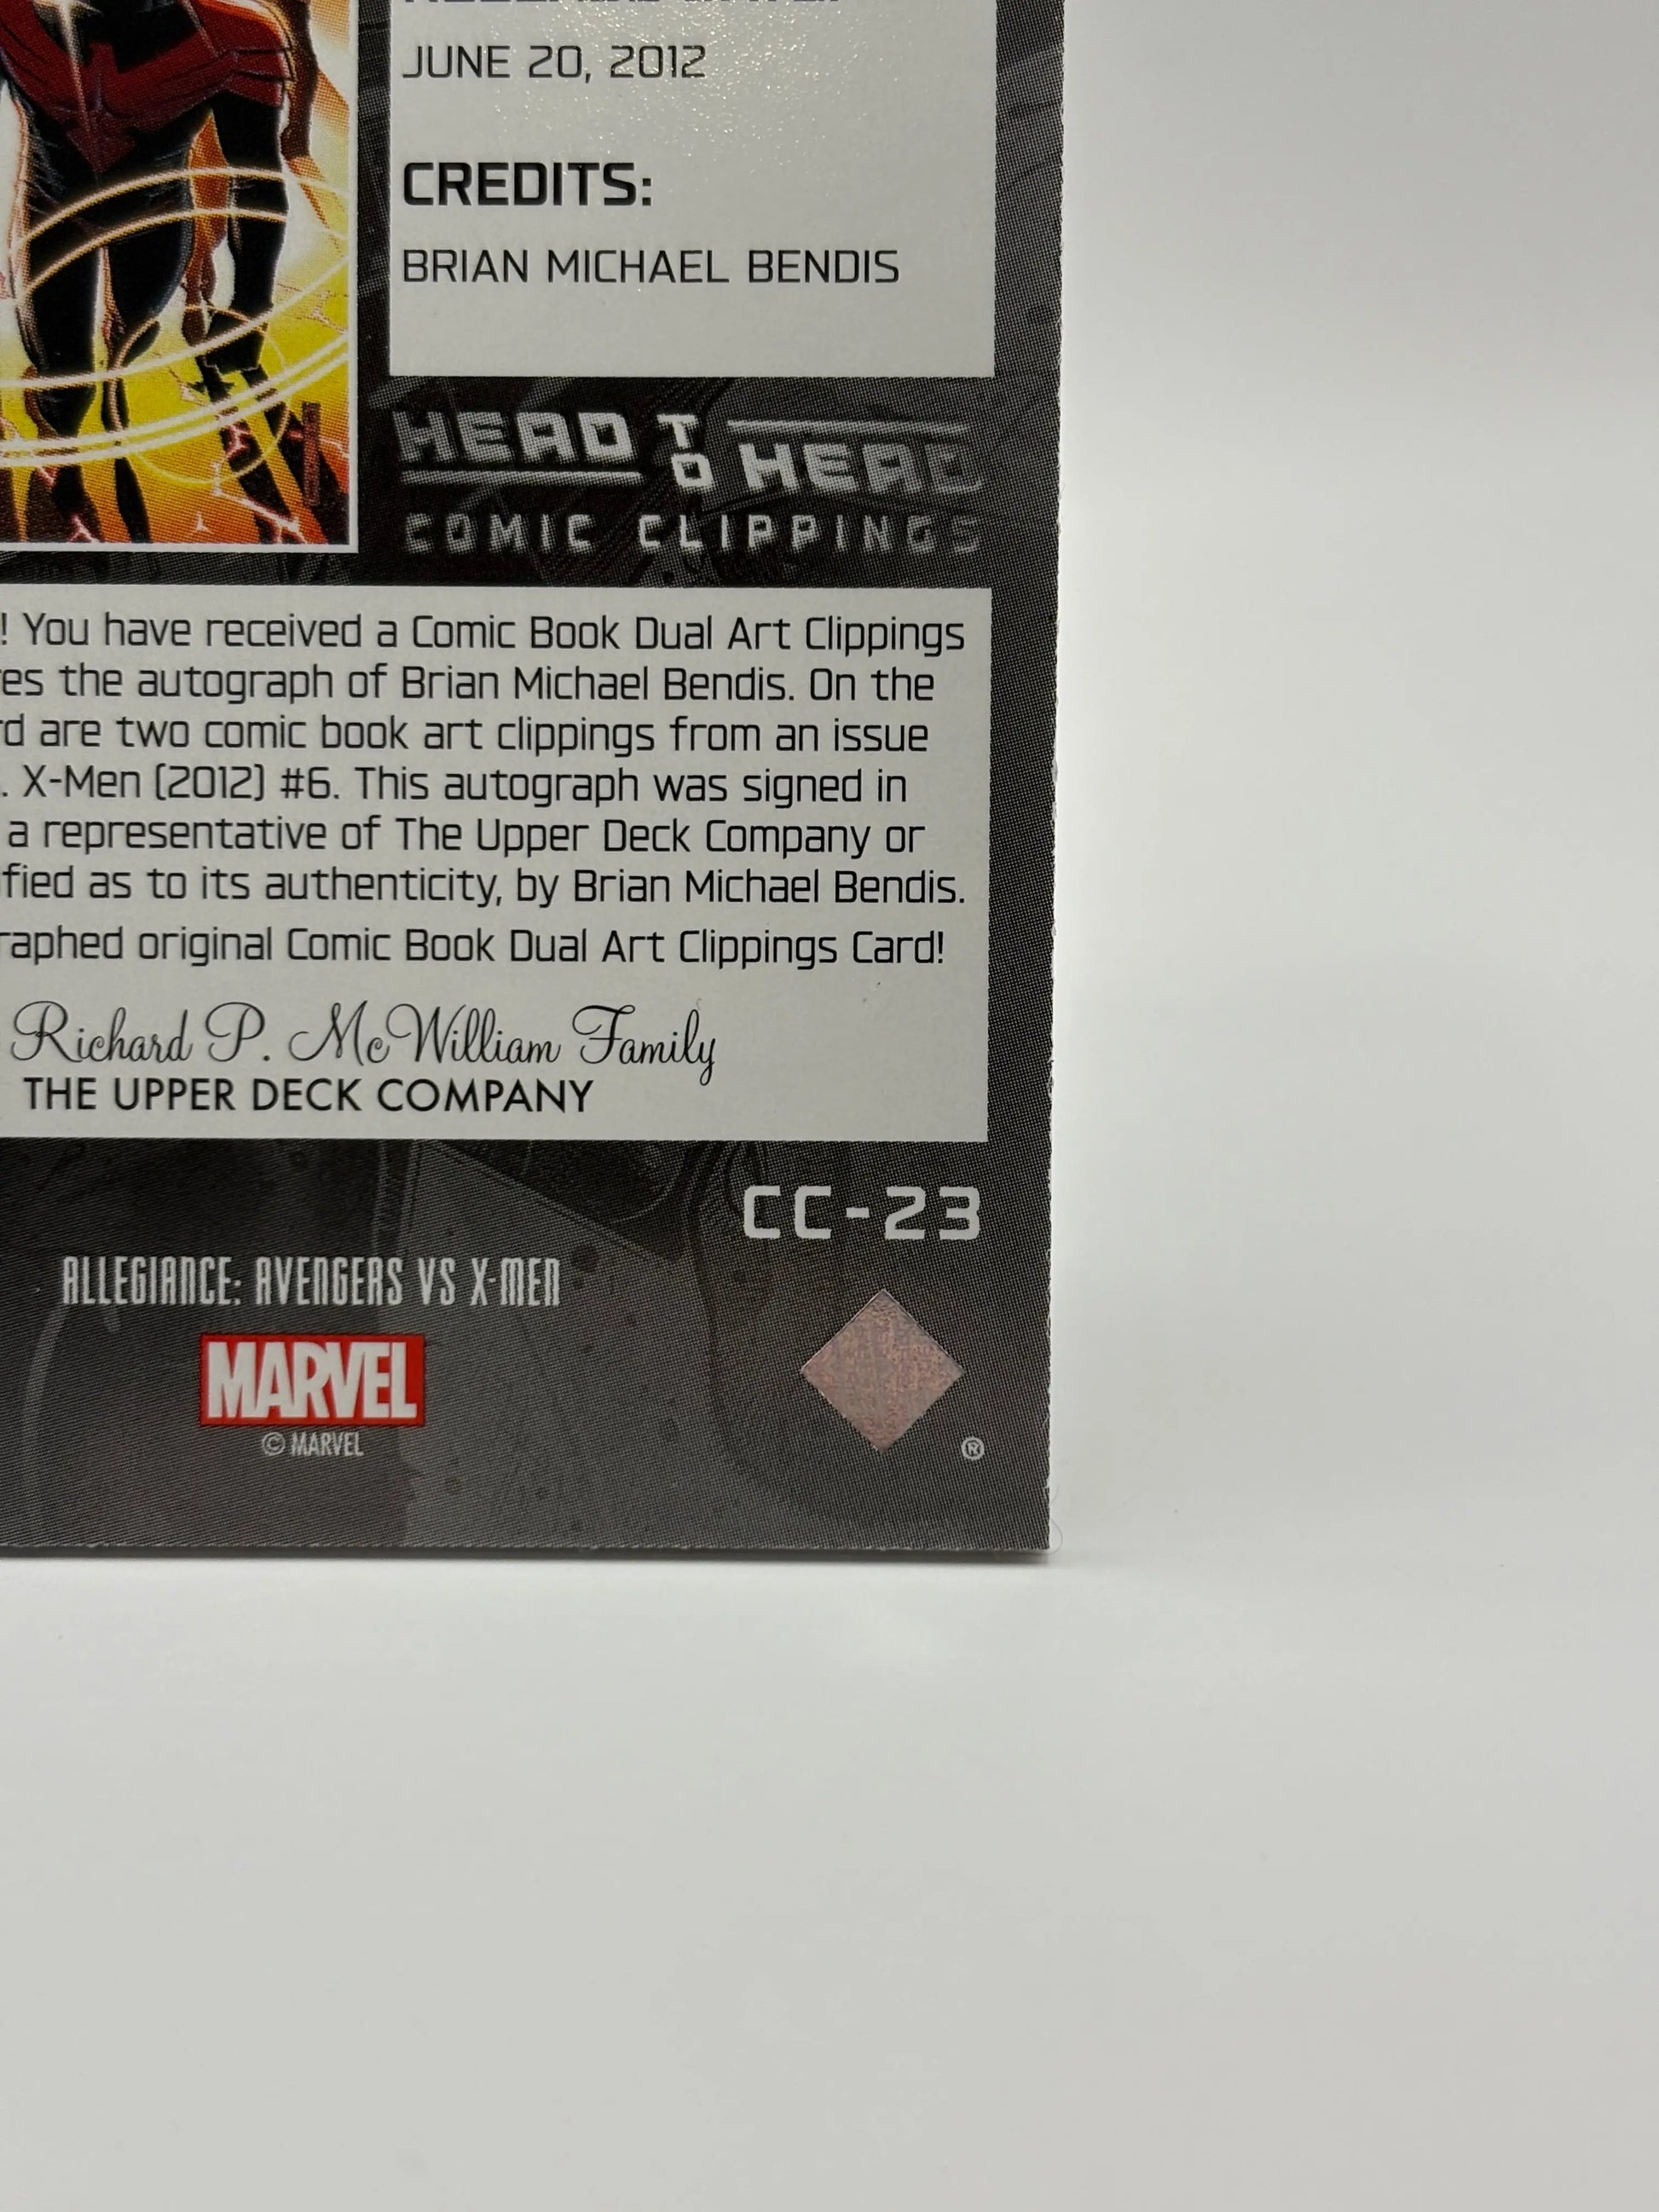 JUNE 20, 2012
CREDITS:
BRIAN MICHAEL BENDIS
HEAD TO HEAD
COMIC CLIPPINGS
! You have received a Comic Book Dual Art Clippings
es the autograph of Brian Michael Bendis. On the
rd are two comic book art clippings from an issue
. X-Men (2012) #6. This autograph was signed in
a representative of The Upper Deck Company or
fied as to its authenticity, by Brian Michael Bendis.
raphed original Comic Book Dual Art Clippings Card!
Richard P. McWilliam Family
THE UPPER DECK COMPANY
CC-23
ALLEGIANCE: AVENGERS VS X-MEN
MARVEL
© MARVEL
®